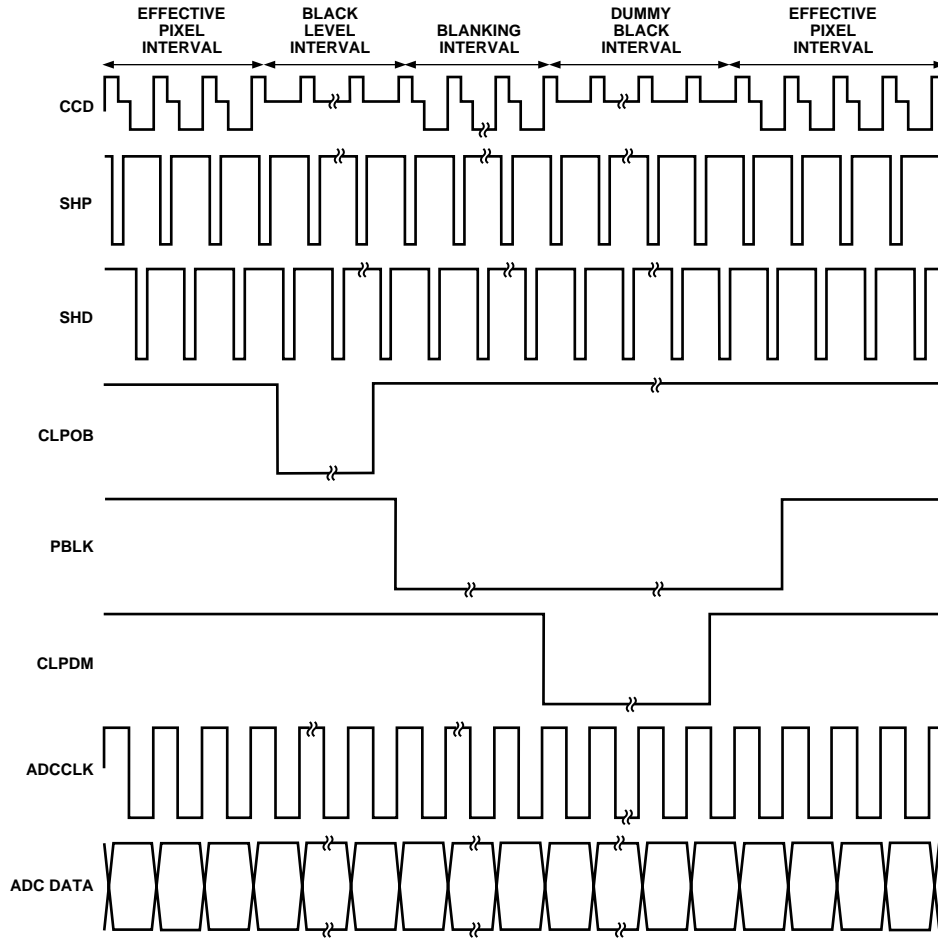 EFFECTIVE
PIXEL
INTERVAL
BLACK
LEVEL
INTERVAL
BLANKING
INTERVAL
DUMMY
BLACK
INTERVAL
EFFECTIVE
PIXEL
INTERVAL
CCD
SHP
SHD
CLPOB
PBLK
CLPDM
ADCCLK
ADC DATA